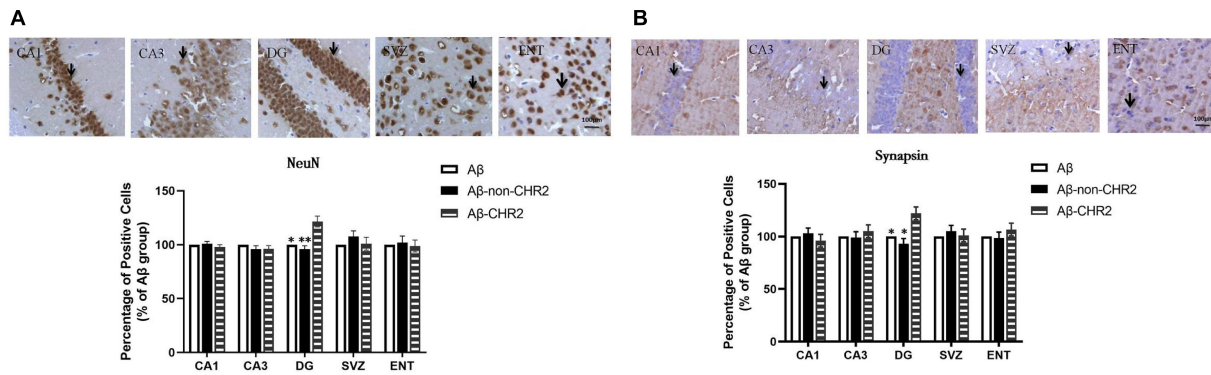 A
CA1
CA3
DG
SVZ
ENT
100μm
NeuN
Aβ
Aβ-non-CHR2
Aβ-CHR2
Percentage of Positive Cells
(% of Aβ group)
150
100
50
0
* **
CA1 CA3 DG SVZ ENT
B
CA1
CA3
DG
SVZ
ENT
100μm
Synapsin
Aβ
Aβ-non-CHR2
Aβ-CHR2
Percentage of Positive Cells
(% of Aβ group)
150
100
50
0
* *
CA1 CA3 DG SVZ ENT